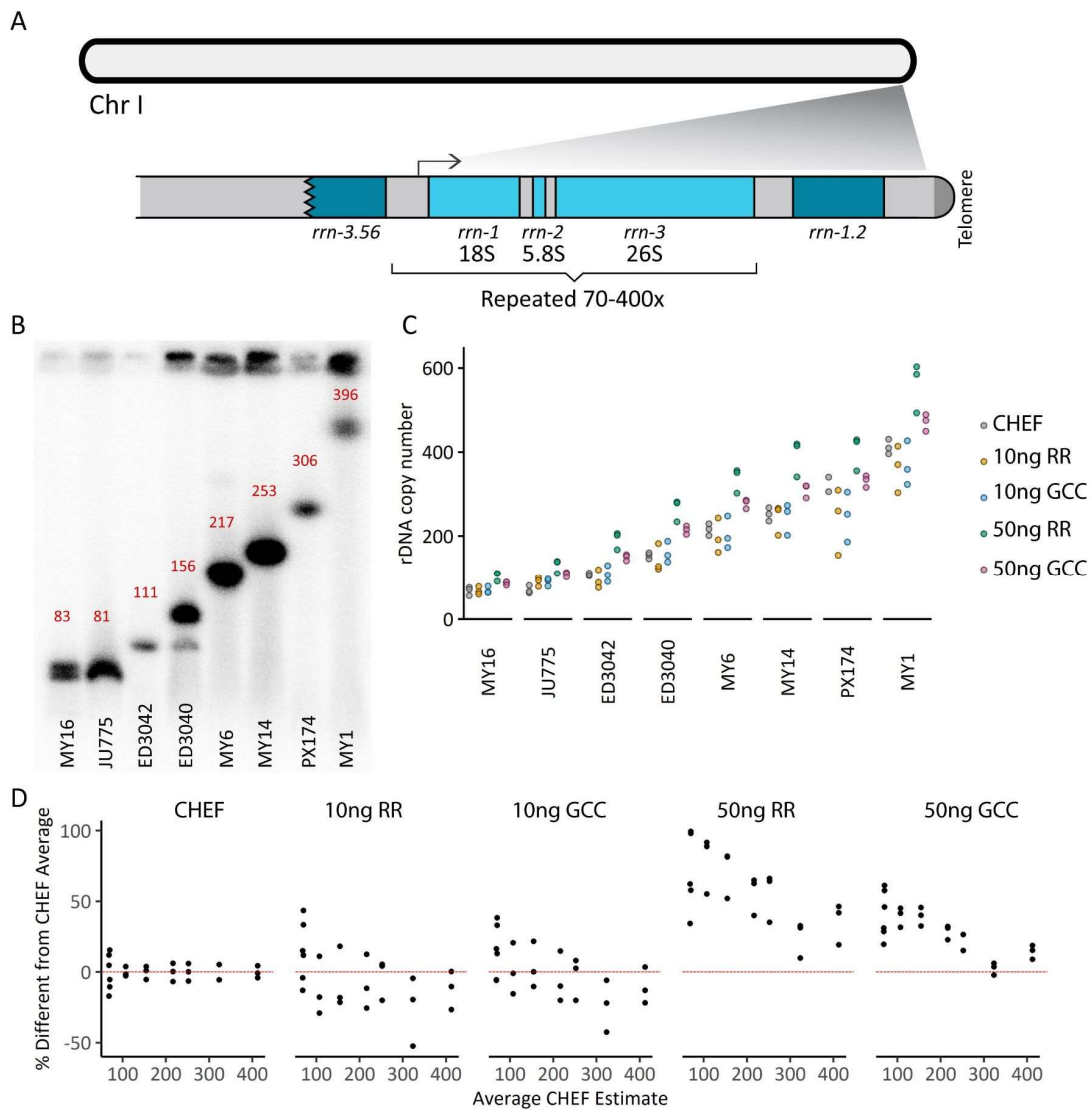 A
Chr I
Telomere
rrn-3.56
rrn-1 rrn-2 rrn-3
rrn-1.2
18S 5.8S 26S
Repeated 70-400x
B
396
306
253
217
156
111
83 81
MY16
JU775
ED3042
ED3040
MY6
MY14
PX174
MY1
C
rDNA copy number
600
400
200
0
MY16
JU775
ED3042
ED3040
MY6
MY14
PX174
MY1
CHEF
10ng RR
10ng GCC
50ng RR
50ng GCC
D
CHEF 10ng RR 10ng GCC 50ng RR 50ng GCC
% Different from CHEF Average
100
50
0
-50
100 200 300 400 100 200 300 400 100 200 300 400 100 200 300 400 100 200 300 400
Average CHEF Estimate